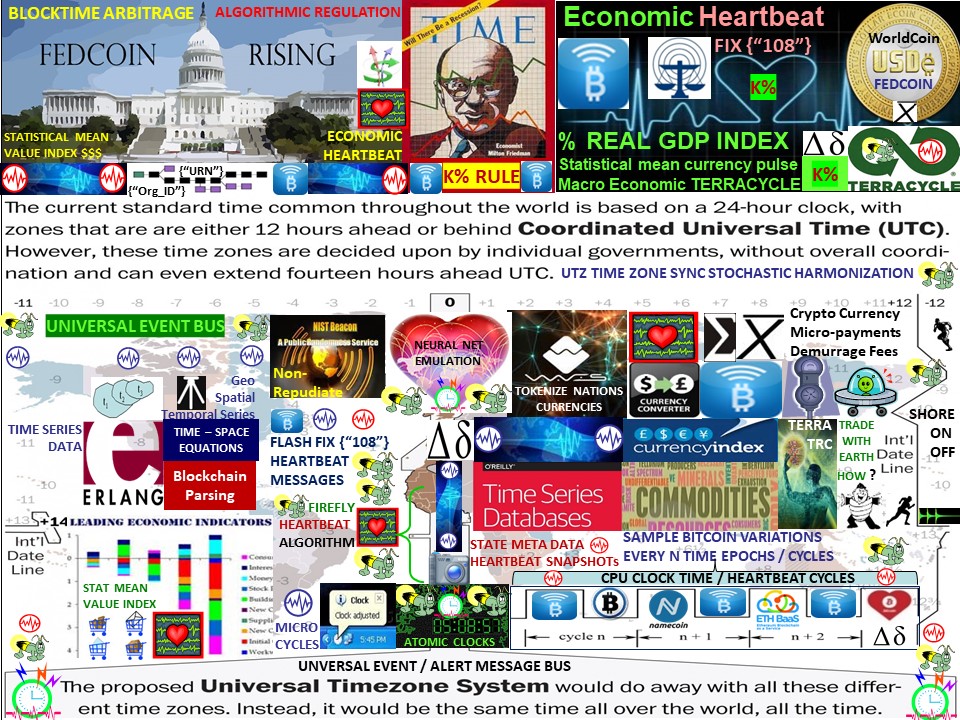 BLOCKTIME ARBITRAGE
ALGORITHMIC REGULATION
FEDCOIN RISING
STATISTICAL MEAN
VALUE INDEX $$$
ECONOMIC
HEARTBEAT
Will There Be a Recession?
TIME
Economist
Milton Friedman
Economic Heartbeat
FIX {“108”}
K%
WorldCoin
USDe
FEDCOIN
% REAL GDP INDEX
Δδ
Statistical mean currency pulse
Macro Economic TERRACYCLE
K%
TERRACYCLE
{“URN”}
{“Org_ID”}
K% RULE
The current standard time common throughout the world is based on a 24-hour clock, with
zones that are are either 12 hours ahead or behind Coordinated Universal Time (UTC).
However, these time zones are decided upon by individual governments, without overall coordi-
nation and can even extend fourteen hours ahead UTC.
UTZ TIME ZONE SYNC STOCHASTIC HARMONIZATION
-11 -10 -9 -8 -7 -6 -5 -4 -3 -2 -1 0 +1 +2 +3 +4 +5 +6 +7 +8 +9 +10 +11 +12 -12
UNIVERSAL EVENT BUS
NIST Beacon
A Public Randomness Service
Non-
Repudiate
NEURAL NET
EMULATION
TOKENIZE NATIONS
CURRENCIES
Σ
CURRENCY
CONVERTER
Crypto Currency
Micro-payments
Demurrage Fees
Geo
Spatial
Temporal Series
TIME SERIES
DATA
t1
t2
t3
TIME – SPACE
EQUATIONS
ERLANG
Blockchain
Parsing
FLASH FIX {“108”}
HEARTBEAT
MESSAGES
FIREFLY
HEARTBEAT
ALGORITHM
Δδ
currencyindex
TERRA
TRC
TRADE
WITH
EARTH
HOW ?
SHORE
ON
OFF
Int’l
Date
Line
O'REILLY
Time Series
Databases
MINERALS
COMMODITIES
GLOBAL
RESOURCES
STATE META DATA
HEARTBEAT SNAPSHOTs
SAMPLE BITCOIN VARIATIONS
EVERY N TIME EPOCHS / CYCLES
+13
+14
Int’l
Date
Line
LEADING ECONOMIC INDICATORS
STAT MEAN
VALUE INDEX
MICRO
CYCLES
Clock
Clock adjusted
5:45 PM
05:08:57
ATOMIC CLOCKS
CPU CLOCK TIME / HEARTBEAT CYCLES
namecoin
ETH BaaS
cycle n
n + 1
n + 2
Δδ
UNVERSAL EVENT / ALERT MESSAGE BUS
The proposed Universal Timezone System would do away with all these differ-
ent time zones. Instead, it would be the same time all over the world, all the time.